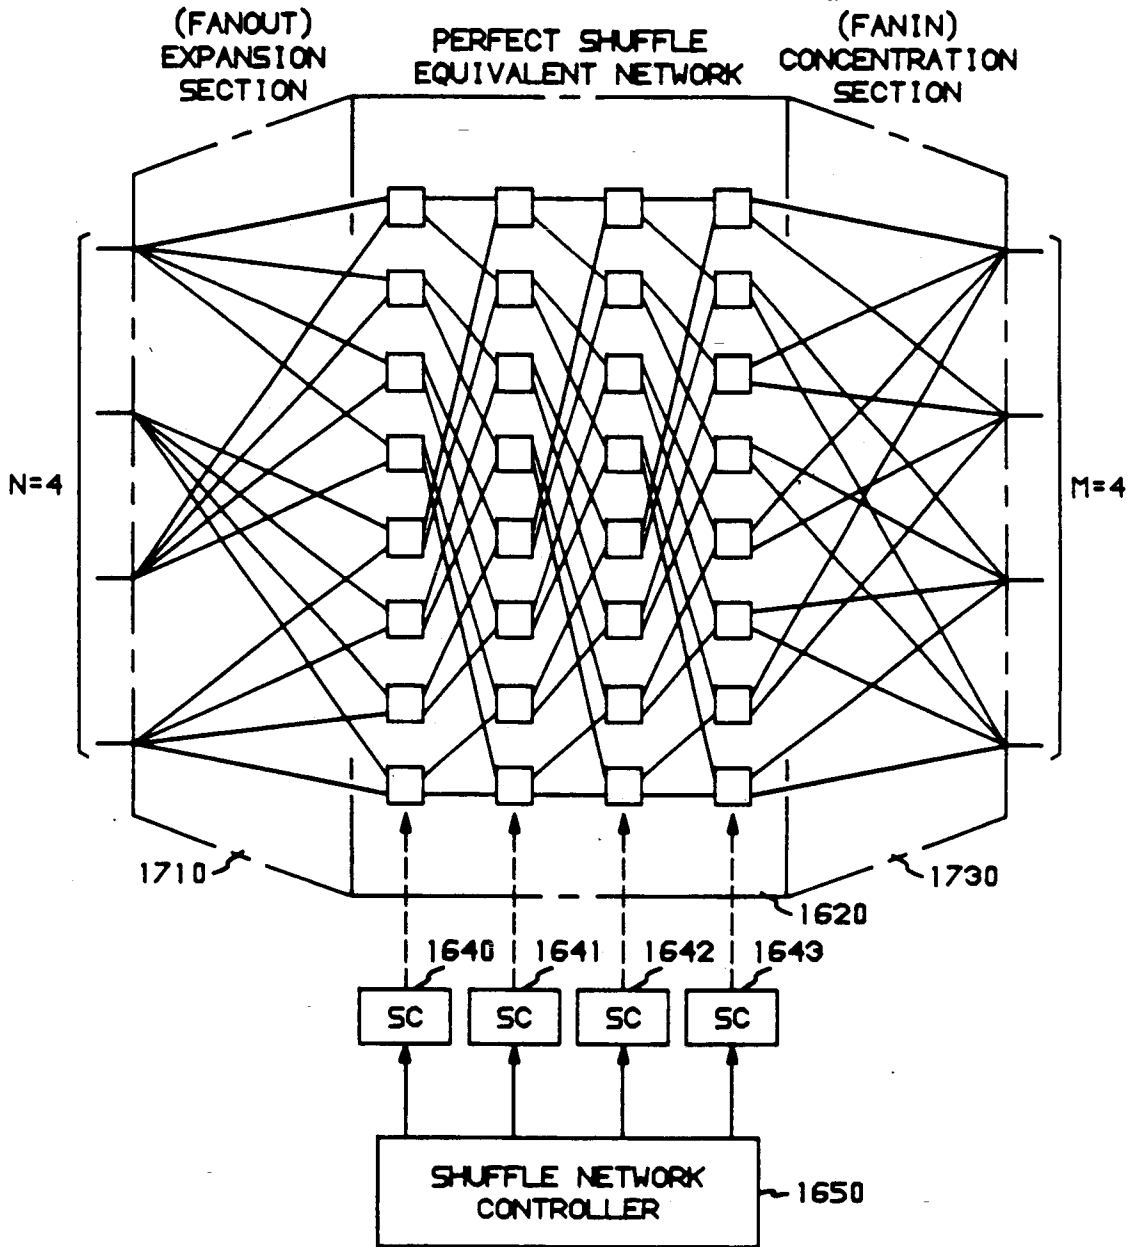 (FANOUT)
EXPANSION
SECTION
PERFECT SHUFFLE
EQUIVALENT NETWORK
(FANIN)
CONCENTRATION
SECTION
N=4
M=4
1710
1730
1620
1640
1641
1642
1643
SC
SC
SC
SC
SHUFFLE NETWORK
CONTROLLER
1650